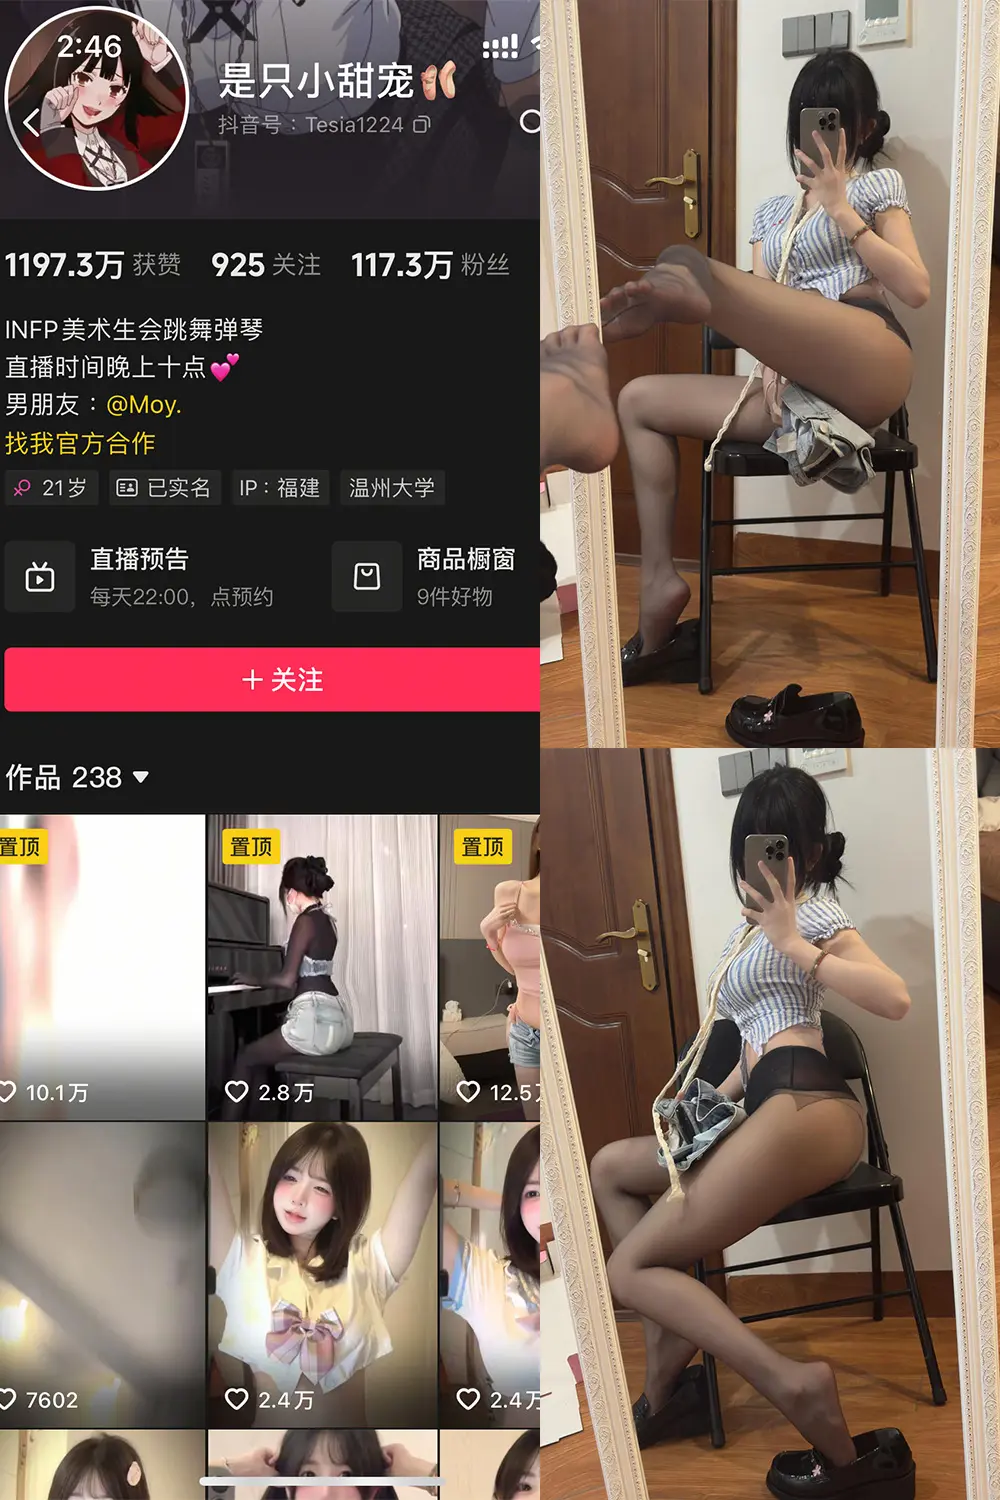 2:46
是只小甜宠
抖音号：Tesia1224
1197.3万 获赞 925 关注 117.3万 粉丝
INFP美术生会跳舞弹琴
直播时间晚上十点💕
男朋友：@Moy.
找我官方合作
21岁 已实名 IP：福建 温州大学
直播预告 商品橱窗
每天22:00，点预约 9件好物
+ 关注
作品 238
置顶 置顶 置顶
10.1万 2.8万 12.5
7602 2.4万 2.4万